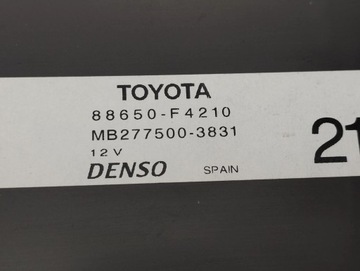 TOYOTA
88650-F4210
MB277500-3831
12V
DENSO SPAIN
21